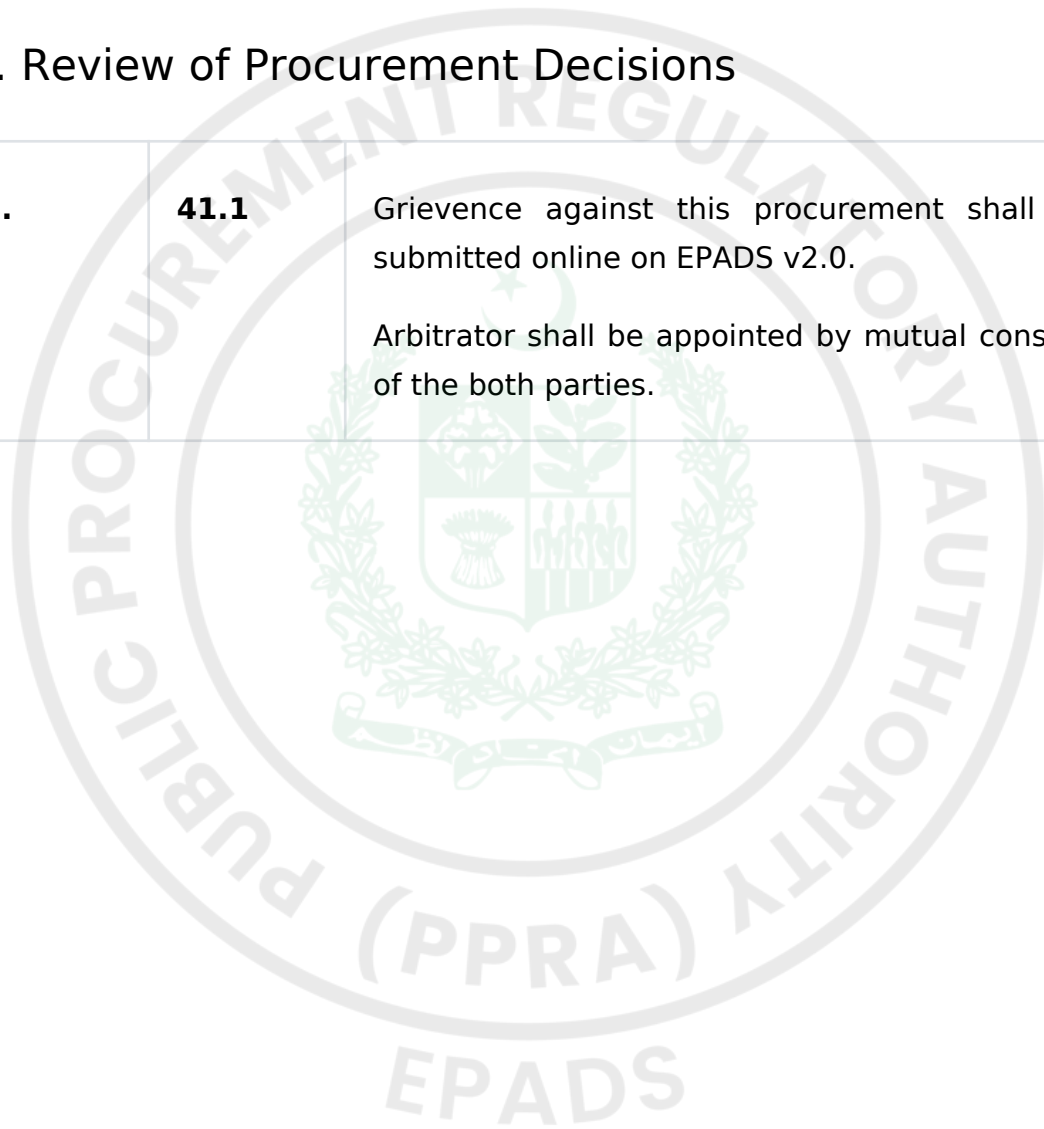 . Review of Procurement Decisions
. 41.1 Grievence against this procurement shall
submitted online on EPADS v2.0.
Arbitrator shall be appointed by mutual cons
of the both parties.
PUBLIC PROCUREMENT REGULATORY AUTHORITY
(PPRA)
EPADS